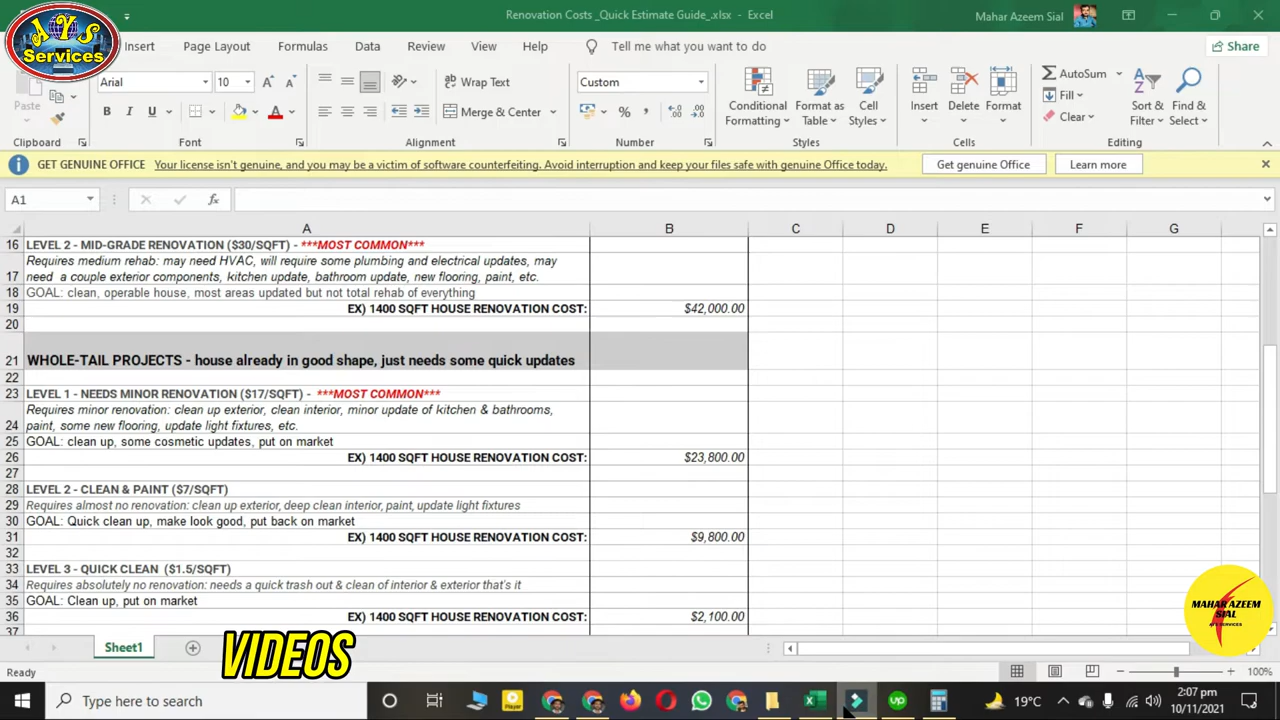 Renovation Costs _Quick Estimate Guide_.xlsx - Excel
Mahar Azeem Sial
AYS
Services
Insert Page Layout Formulas Data Review View Help Tell me what you want to do Share
Paste
Arial 10
B I U
Wrap Text
Merge & Center
Custom
Conditional Formatting
Format as Table
Cell Styles
Insert Delete Format
AutoSum
Fill
Clear
Sort & Filter
Find & Select
Clipboard Font Alignment Number Styles Cells Editing
GET GENUINE OFFICE Your license isn't genuine, and you may be a victim of software counterfeiting. Avoid interruption and keep your files safe with genuine Office today. Get genuine Office Learn more
A1 fx
A B C D E F G
16 LEVEL 2 - MID-GRADE RENOVATION ($30/SQFT) - ***MOST COMMON***
17 Requires medium rehab: may need HVAC, will require some plumbing and electrical updates, may
need a couple exterior components, kitchen update, bathroom update, new flooring, paint, etc.
18 GOAL: clean, operable house, most areas updated but not total rehab of everything
19 EX) 1400 SQFT HOUSE RENOVATION COST: $42,000.00
20
21 WHOLE-TAIL PROJECTS - house already in good shape, just needs some quick updates
22
23 LEVEL 1 - NEEDS MINOR RENOVATION ($17/SQFT) - ***MOST COMMON***
24 Requires minor renovation: clean up exterior, clean interior, minor update of kitchen & bathrooms,
paint, some new flooring, update light fixtures, etc.
25 GOAL: clean up, some cosmetic updates, put on market
26 EX) 1400 SQFT HOUSE RENOVATION COST: $23,800.00
27
28 LEVEL 2 - CLEAN & PAINT ($7/SQFT)
29 Requires almost no renovation: clean up exterior, deep clean interior, paint, update light fixtures
30 GOAL: Quick clean up, make look good, put back on market
31 EX) 1400 SQFT HOUSE RENOVATION COST: $9,800.00
32
33 LEVEL 3 - QUICK CLEAN ($1.5/SQFT)
34 Requires absolutely no renovation: needs a quick trash out & clean of interior & exterior that's it
35 GOAL: Clean up, put on market
36 EX) 1400 SQFT HOUSE RENOVATION COST: $2,100.00
37
MAHAR AZEEM
SIAL
Sheet1
VIDEOS
Ready 100%
Type here to search
19°C
2:07 pm
10/11/2021